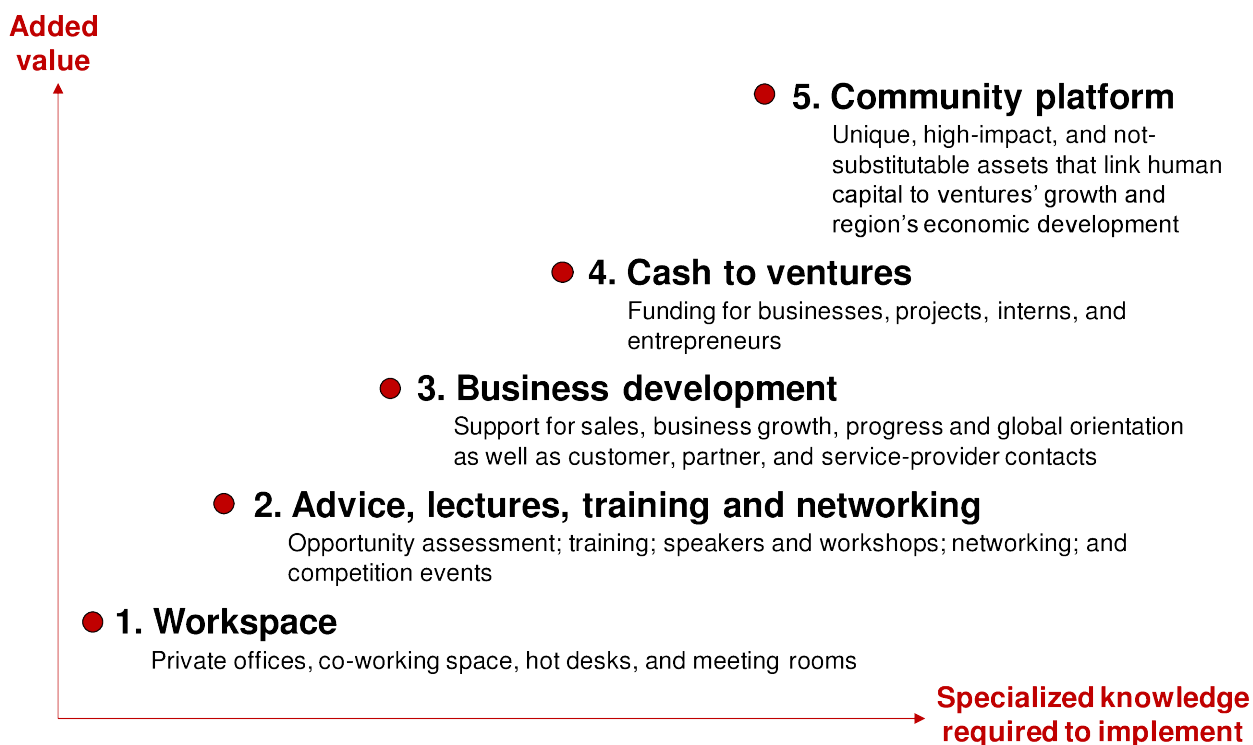 Added
value
5. Community platform
Unique, high-impact, and not-
substitutable assets that link human
capital to ventures’ growth and
region’s economic development
4. Cash to ventures
Funding for businesses, projects, interns, and
entrepreneurs
3. Business development
Support for sales, business growth, progress and global orientation
as well as customer, partner, and service-provider contacts
2. Advice, lectures, training and networking
Opportunity assessment; training; speakers and workshops; networking; and
competition events
1. Workspace
Private offices, co-working space, hot desks, and meeting rooms
Specialized knowledge
required to implement